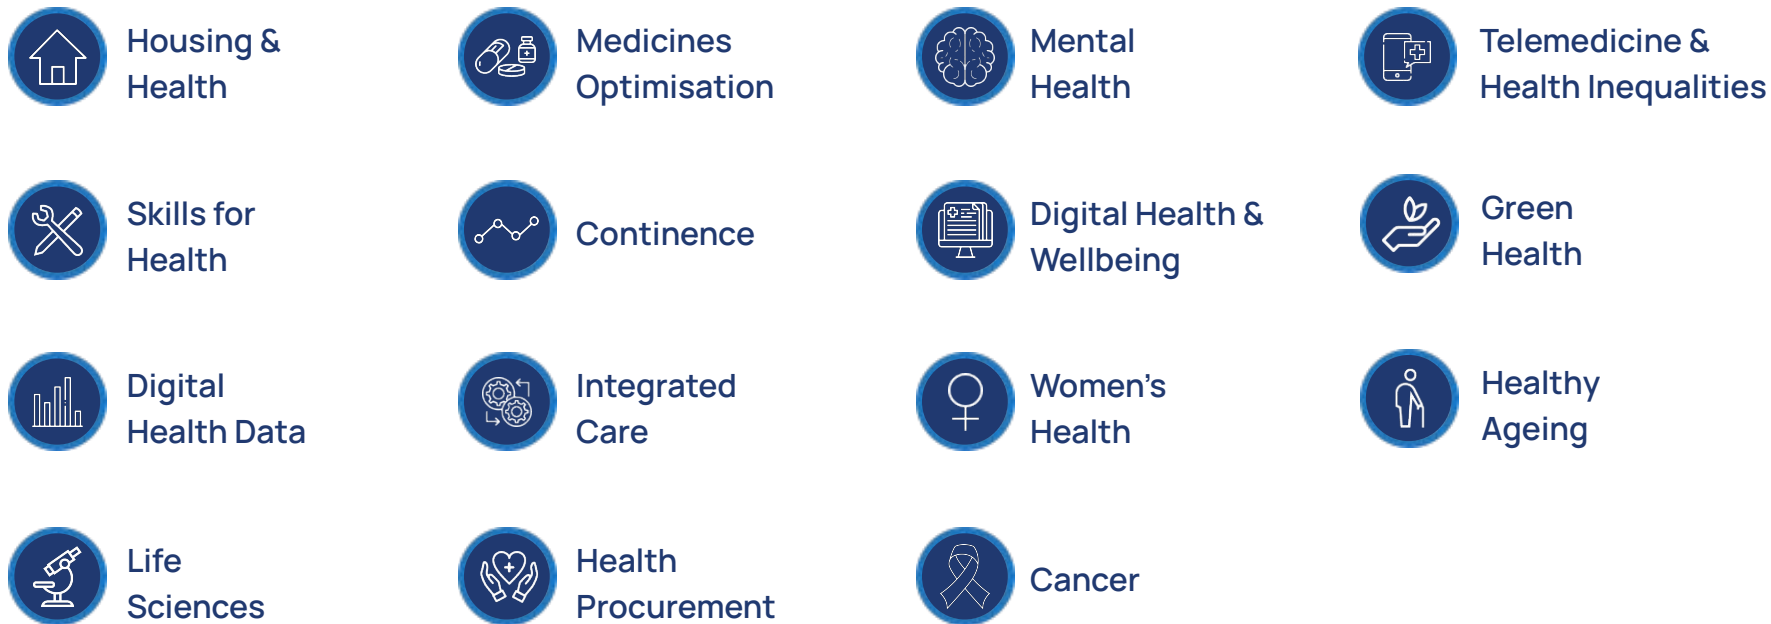 Housing &
Health
Medicines
Optimisation
Mental
Health
Telemedicine &
Health Inequalities
Skills for
Health
Continence
Digital Health &
Wellbeing
Green
Health
Digital
Health Data
Integrated
Care
Women’s
Health
Healthy
Ageing
Life
Sciences
Health
Procurement
Cancer